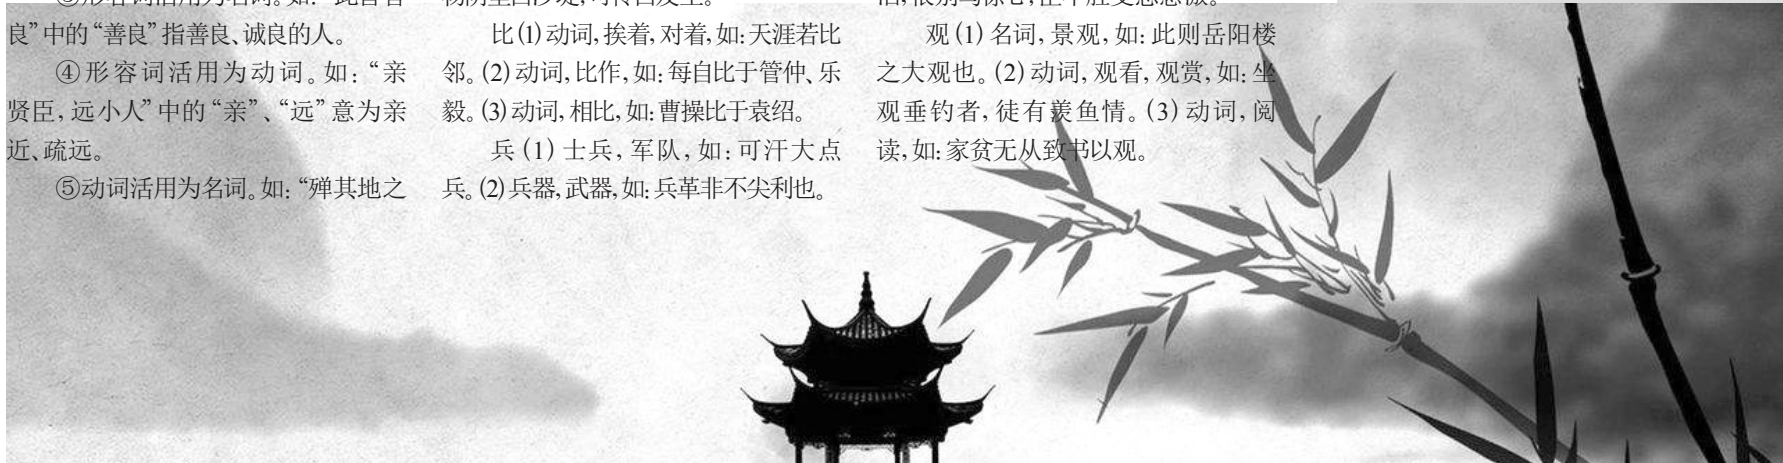 良”中的“善良”指善良、诚良的人。
④形容词活用为动词。如：“亲
贤臣，远小人”中的“亲”、“远”意为亲
近、疏远。
⑤动词活用为名词。如：“殚其地之
比(1)动词，挨着，对着，如：天涯若比
邻。(2)动词，比作，如：每自比于管仲、乐
毅。(3)动词，相比，如：曹操比于袁绍。
兵(1)士兵，军队，如：可汗大点
兵。(2)兵器，武器，如：兵革非不尖利也。
观(1)名词，景观，如：此则岳阳楼
之大观也。(2)动词，观看，观赏，如：坐
观垂钓者，徒有羡鱼情。(3)动词，阅
读，如：家贫无从致书以观。